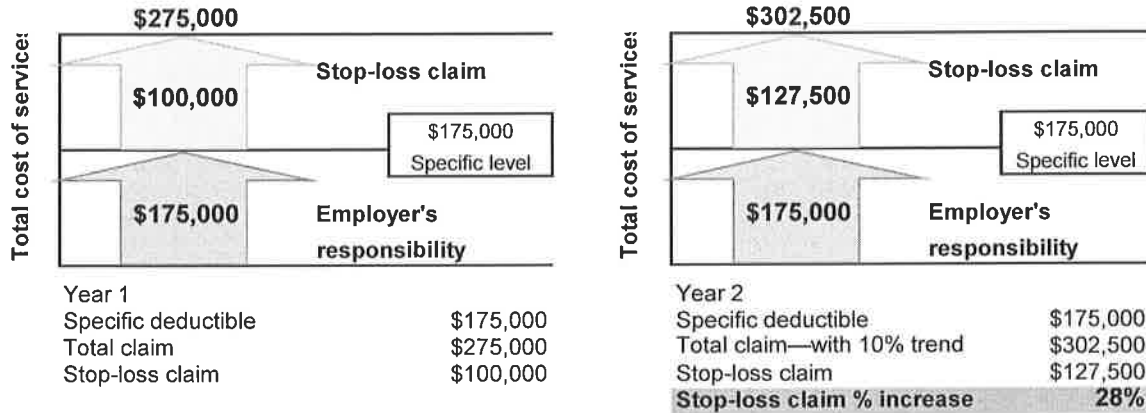 $275,000
Total cost of services
Stop-loss claim
$100,000
$175,000
Specific level
$175,000
Employer's
responsibility
Year 1
Specific deductible $175,000
Total claim $275,000
Stop-loss claim $100,000
$302,500
Total cost of services
Stop-loss claim
$127,500
$175,000
Specific level
$175,000
Employer's
responsibility
Year 2
Specific deductible $175,000
Total claim—with 10% trend $302,500
Stop-loss claim $127,500
Stop-loss claim % increase 28%